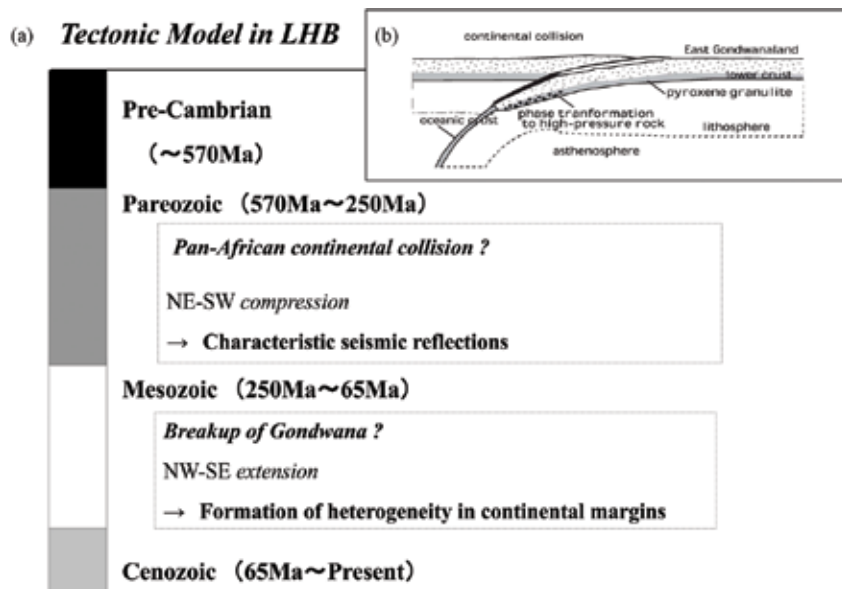 (a) Tectonic Model in LHB
Pre-Cambrian
(~570Ma)
Pareozoic (570Ma~250Ma)
Pan-African continental collision ?
NE-SW compression
→ Characteristic seismic reflections
Mesozoic (250Ma~65Ma)
Breakup of Gondwana ?
NW-SE extension
→ Formation of heterogeneity in continental margins
Cenozoic (65Ma~Present)
(b)
continental collision
East Gondwanaland
lower crust
pyroxene granulite
oceanic crust
phase tranformation
to high-pressure rock
lithosphere
asthenosphere